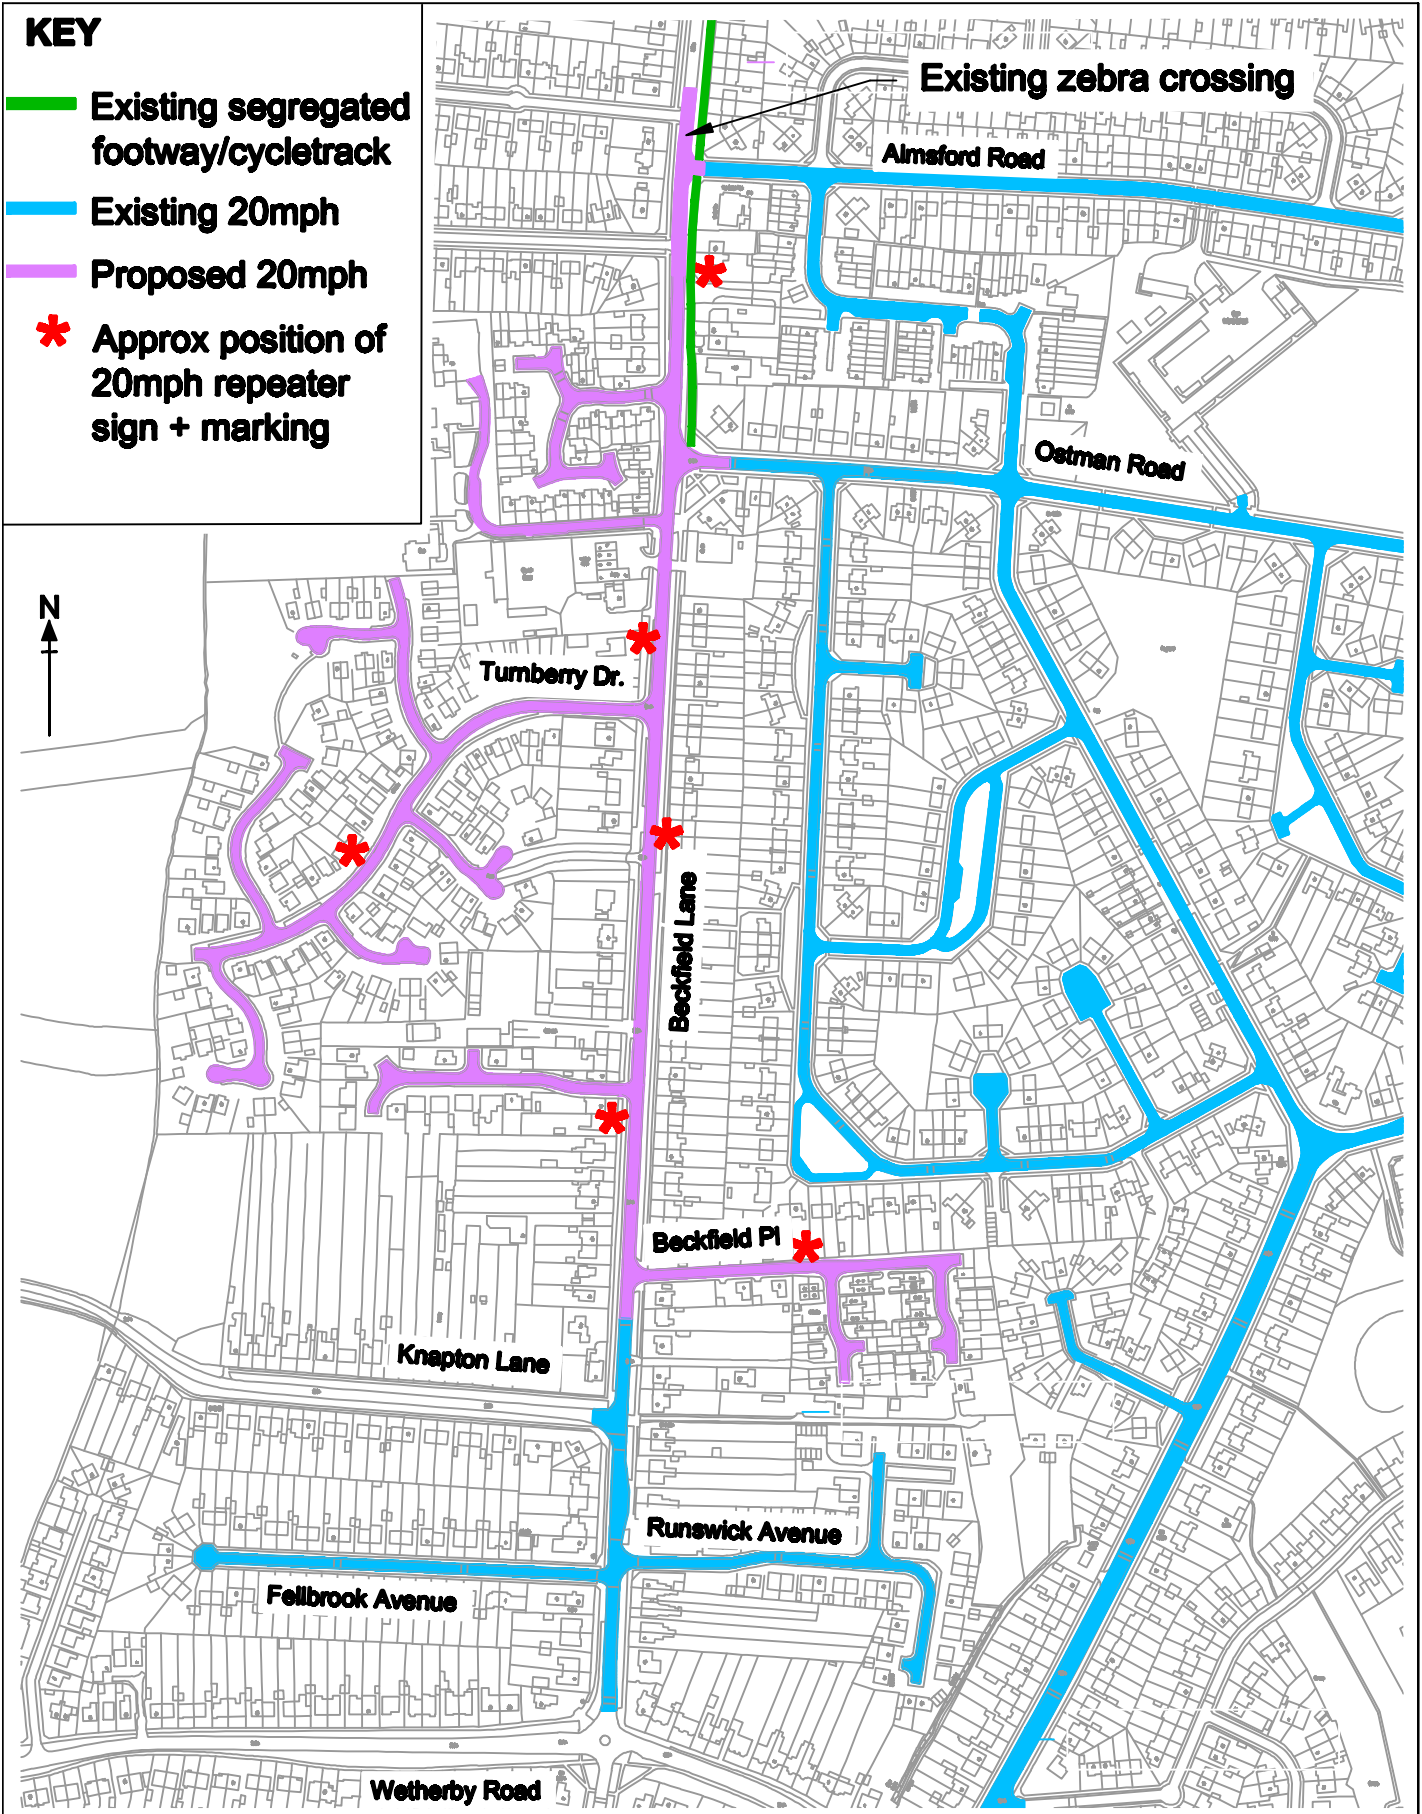 KEY
Existing segregated
footway/cycletrack
Existing 20mph
Proposed 20mph
Approx position of
20mph repeater
sign + marking
Existing zebra crossing
Almsford Road
Ostman Road
N
Turnberry Dr.
Beckfield Lane
Beckfield Pl
Knapton Lane
Runswick Avenue
Fellbrook Avenue
Wetherby Road